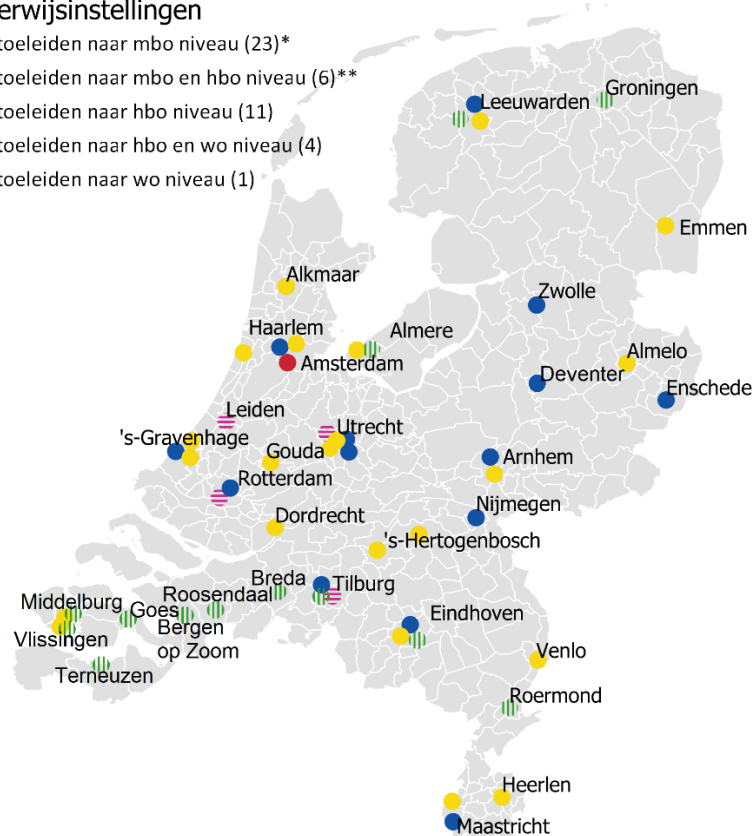 erwijsinstellingen
toeleiden naar mbo niveau (23)*
toeleiden naar mbo en hbo niveau (6)**
toeleiden naar hbo niveau (11)
toeleiden naar hbo en wo niveau (4)
toeleiden naar wo niveau (1)
Groningen
Leeuwarden
Emmen
Alkmaar
Zwolle
Haarlem
Almere
Almelo
Amsterdam
Deventer
Enschede
Leiden
Utrecht
's-Gravenhage
Gouda
Arnhem
Rotterdam
Nijmegen
Dordrecht
's-Hertogenbosch
Breda
Tilburg
Roosendaal
Middelburg
Goes
Eindhoven
Bergen
op Zoom
Vlissingen
Venlo
Terneuzen
Roermond
Heerlen
Maastricht